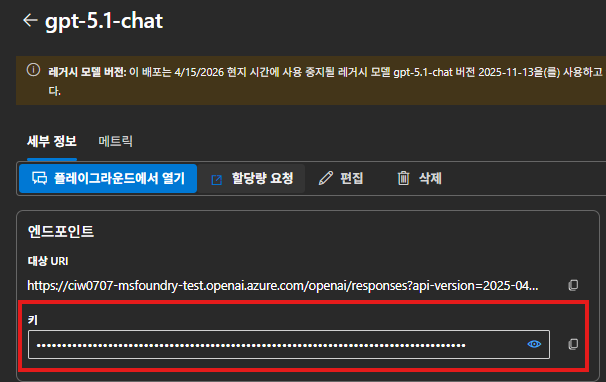 gpt-5.1-chat
레거시 모델 버전: 이 배포는 4/15/2026 현지 시간에 사용 중지될 레거시 모델 gpt-5.1-chat 버전 2025-11-13을(를) 사용하고
다.
세부 정보 메트릭
플레이그라운드에서 열기 할당량 요청 편집 삭제
엔드포인트
대상 URI
https://ciw0707-msfoundry-test.openai.azure.com/openai/responses?api-version=2025-04...
키